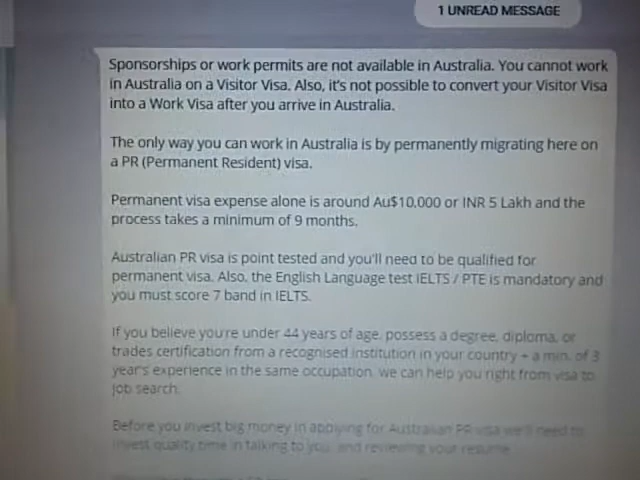 1 UNREAD MESSAGE
Sponsorships or work permits are not available in Australia. You cannot work
in Australia on a Visitor Visa. Also, it's not possible to convert your Visitor Visa
into a Work Visa after you arrive in Australia.
The only way you can work in Australia is by permanently migrating here on
a PR (Permanent Resident) visa.
Permanent visa expense alone is around Au$10,000 or INR 5 Lakh and the
process takes a minimum of 9 months.
Australian PR visa is point tested and you'll need to be qualified for
permanent visa. Also, the English Language test IELTS / PTE is mandatory and
you must score 7 band in IELTS.
If you believe you're under 44 years of age, possess a degree, diploma, or
trades certification from a recognised institution in your country + a min. of 3
year's experience in the same occupation, we can help you right from visa to
job search.
Before you invest big money in applying for Australian PR visa we'll need to
invest quality time in talking to you, and reviewing your resume